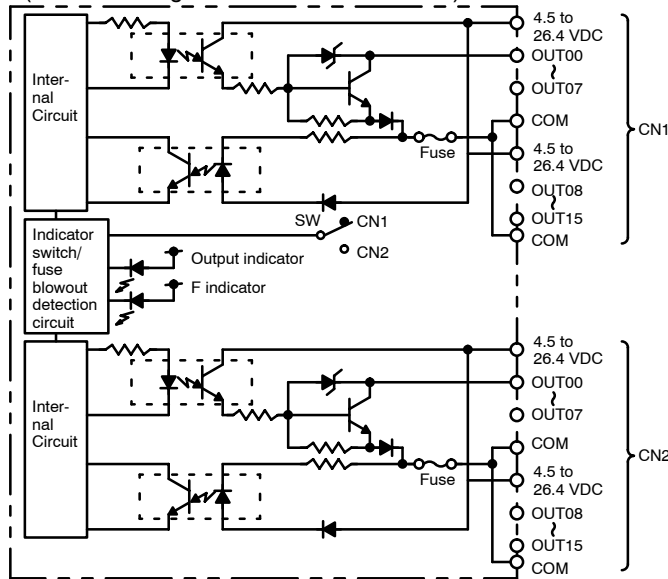 4.5 to
26.4 VDC
OUT00
Inter-
nal
Circuit
OUT07
COM
CN1
Fuse
4.5 to
26.4 VDC
OUT08
SW
CN1
OUT15
Indicator
switch/
fuse
blowout
detection
circuit
Output indicator
CN2
COM
F indicator
4.5 to
26.4 VDC
OUT00
Inter-
nal
Circuit
OUT07
COM
CN2
Fuse
4.5 to
26.4 VDC
OUT08
OUT15
COM